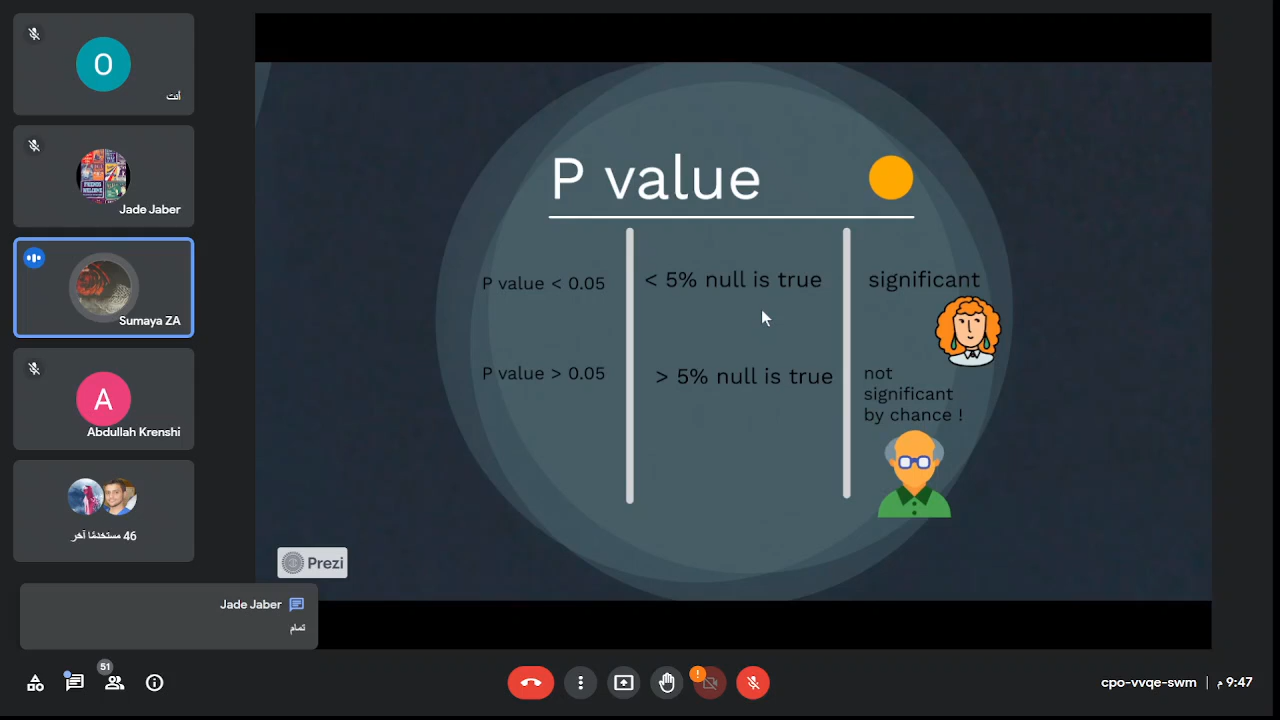 O
أنت
Jade Jaber
Sumaya ZA
A
Abdullah Krenshi
46 مستخدمًا آخر
P value
P value < 0.05
< 5% null is true
significant
P value > 0.05
> 5% null is true
not
significant
by chance !
Prezi
Jade Jaber
تمام
51
!
cpo-vvqe-swm | م 9:47